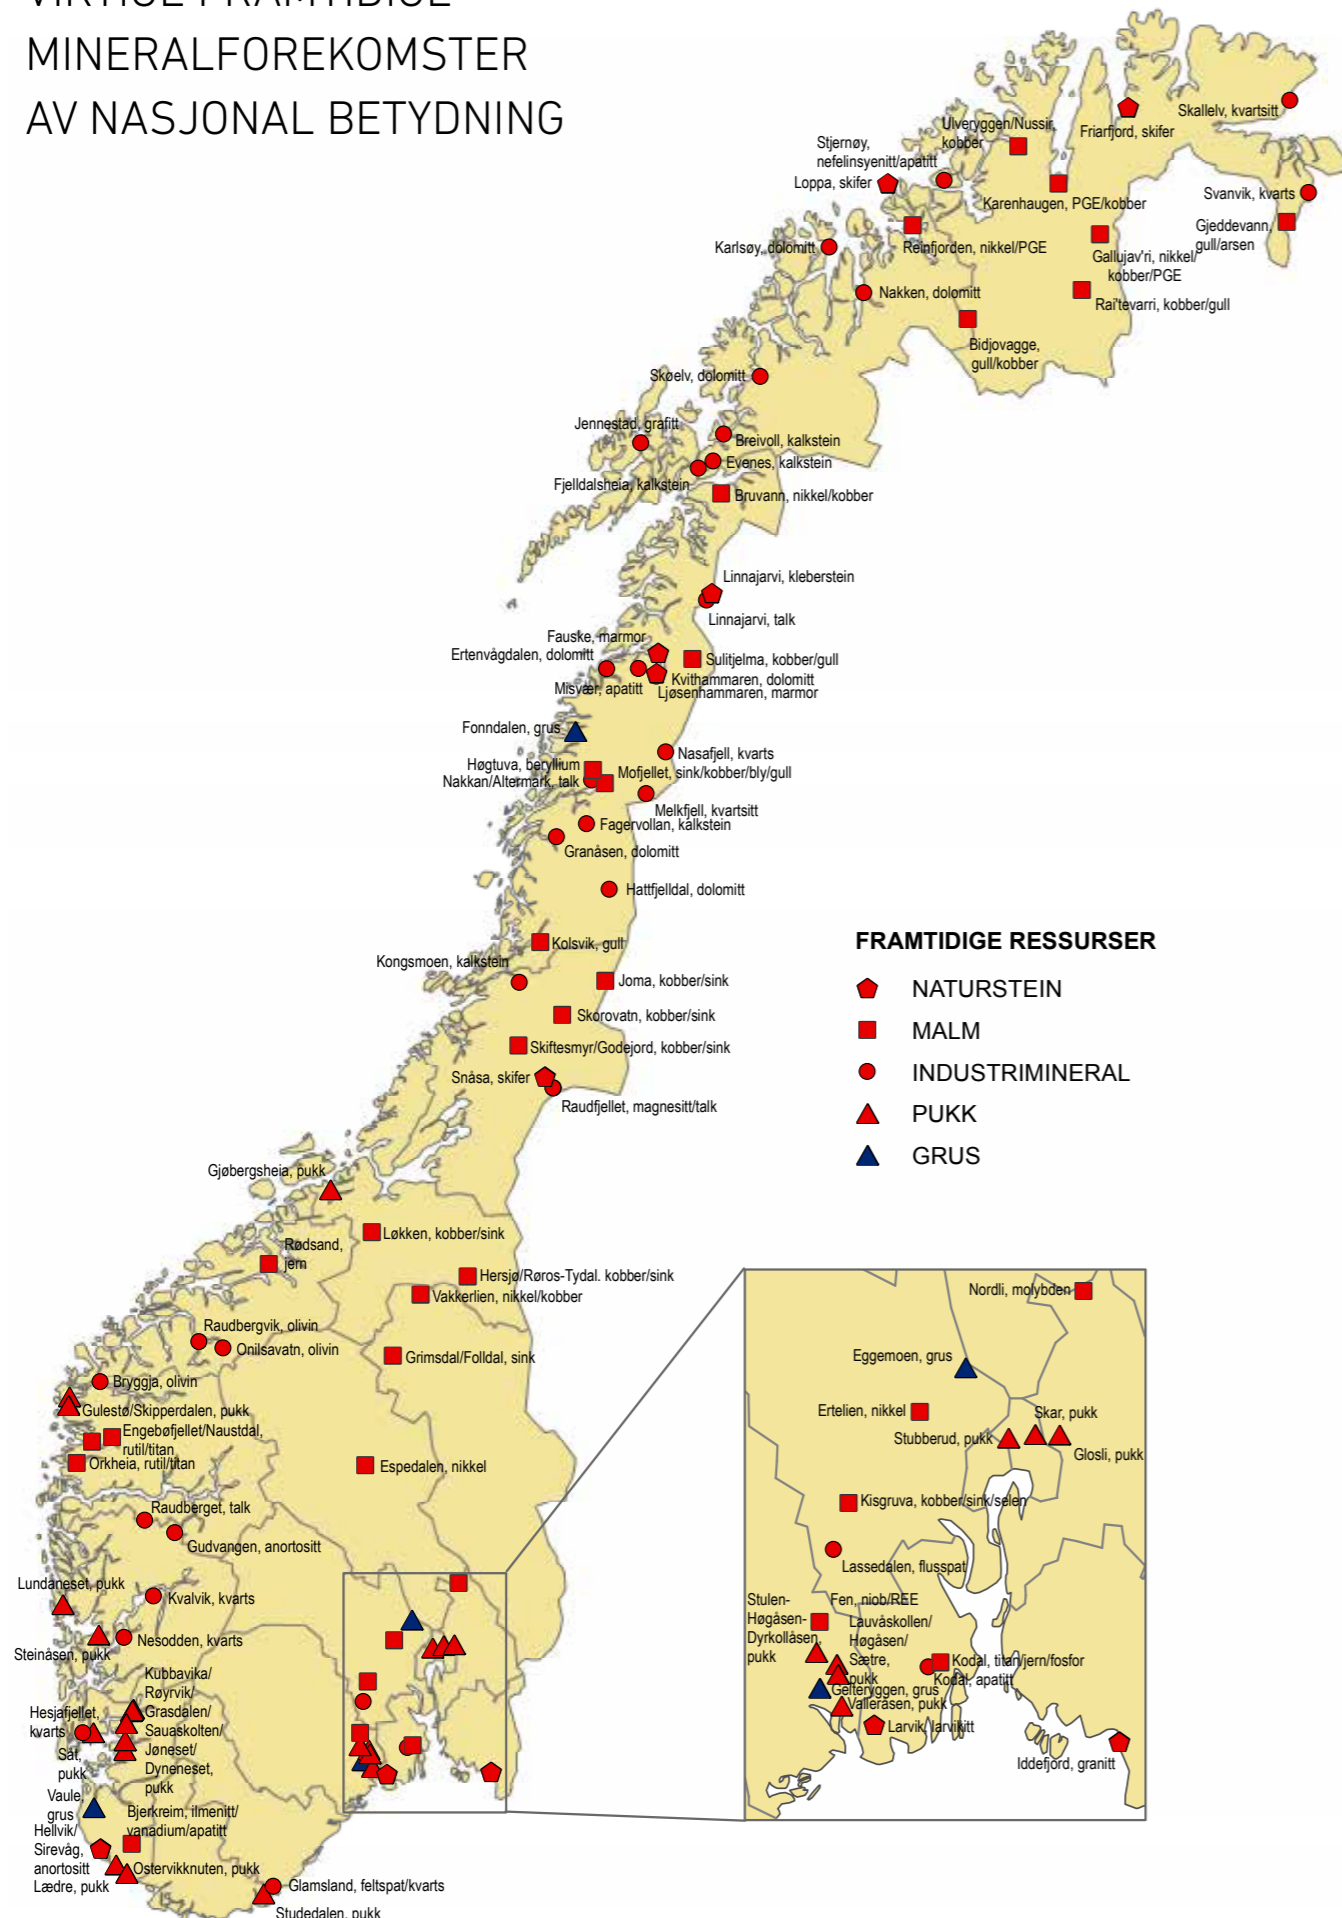 VIKTIGE FRAMTIDIGE
MINERALFOREKOMSTER
AV NASJONAL BETYDNING
Skallelv, kvartsitt
Friarfjord, skifer
Ulveryggen/Nussir,
kobber
Stjernøy,
nefelinsyenitt/apatitt
Loppa, skifer
Karenhaugen, PGE/kobber
Svanvik, kvarts
Gjeddevann,
gull/arsen
Karlsøy, dolomitt
Reinfjorden, nikkel/PGE
Gallujav'ri, nikkel/
kobber/PGE
Nakken, dolomitt
Rai'tevarri, kobber/gull
Bidjovagge,
gull/kobber
Skøelv, dolomitt
Jennestad, grafitt
Breivoll, kalkstein
Evenes, kalkstein
Fjelldalsheia, kalkstein
Bruvann, nikkel/kobber
Linnajarvi, kleberstein
Linnajarvi, talk
Fauske, marmor
Ertenvågdalen, dolomitt
Sulitjelma, kobber/gull
Kvithammaren, dolomitt
Misvær, apatitt
Ljøsenhammaren, marmor
Fonndalen, grus
Nasafjell, kvarts
Høgtuva, beryllium
Mofjellet, sink/kobber/bly/gull
Nakkan/Altermark, talk
Melkfjell, kvartsitt
Fagervollan, kalkstein
Granåsen, dolomitt
Hattfjelldal, dolomitt
Kolsvik, gull
Kongsmoen, kalkstein
Joma, kobber/sink
Skorovatn, kobber/sink
Skiftesmyr/Godejord, kobber/sink
Snåsa, skifer
Raudfjellet, magnesitt/talk
FRAMTIDIGE RESSURSER
NATURSTEIN
MALM
INDUSTRIMINERAL
PUKK
GRUS
Gjøbergsheia, pukk
Løkken, kobber/sink
Rødsand,
jern
Hersjø/Røros-Tydal. kobber/sink
Vakkerlien, nikkel/kobber
Raudbergvik, olivin
Onilsavatn, olivin
Grimsdal/Folldal, sink
Bryggja, olivin
Gulestø/Skipperdalen, pukk
Engebøfjellet/Naustdal,
rutil/titan
Orkheia, rutil/titan
Espedalen, nikkel
Raudberget, talk
Gudvangen, anortositt
Lundaneset, pukk
Kvalvik, kvarts
Nesodden, kvarts
Steinåsen, pukk
Kubbavika/
Røyrvik/
Grasdalen/
Sauaskolten/
Jøneset/
Dyneneset,
pukk
Hesjafjellet,
kvarts
Såt,
pukk
Vaule,
grus
Bjerkreim, ilmenitt/
vanadium/apatitt
Hellvik/
Sirevåg,
anortositt
Ostervikknuten, pukk
Lædre, pukk
Glamsland, feltspat/kvarts
Studedalen, pukk
Nordli, molybden
Eggemoen, grus
Ertelien, nikkel
Skar, pukk
Stubberud, pukk
Glosli, pukk
Kisgruva, kobber/sink/selen
Lassedalen, flusspat
Stulen-
Høgåsen-
Dyrkollåsen,
pukk
Fen, niob/REE
Lauvåskollen/
Høgåsen/
Sætre,
pukk
Kodal, titan/jern/fosfor
Kodal, apatitt
Geiteryggen, grus
Valleråsen, pukk
Larvik, larvikitt
Iddefjord, granitt